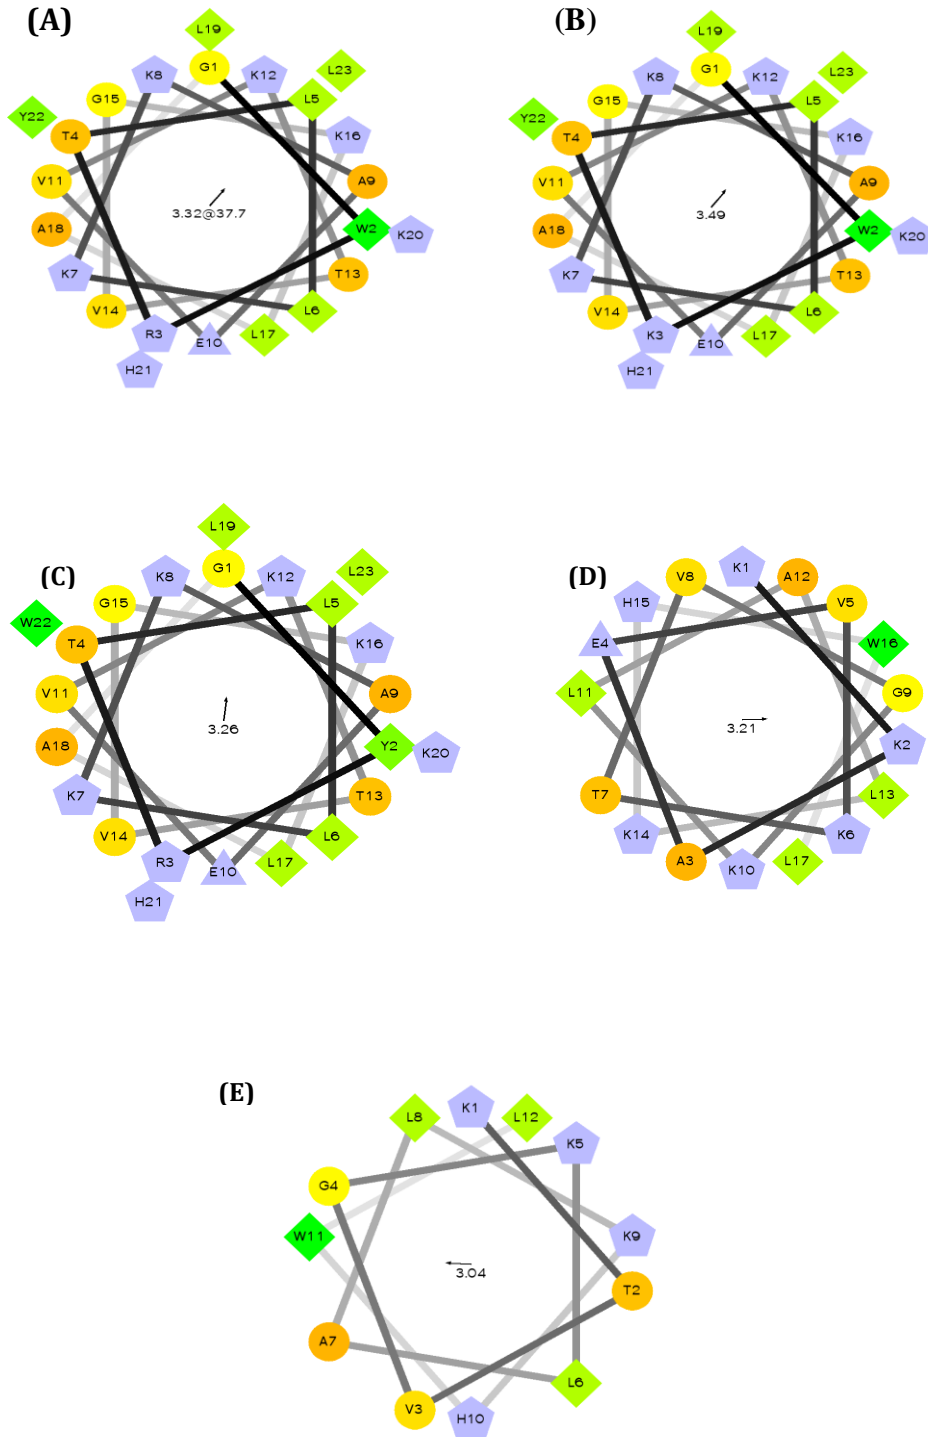 (A)
L19
G1
K8
K12
L23
G15
L5
Y22
T4
K16
V11
A9
3.32@37.7
A18
W2
K20
K7
T13
V14
L6
R3
E10
L17
H21
(B)
L19
G1
K8
K12
L23
G15
L5
Y22
T4
K16
V11
A9
3.49
A18
W2
K20
K7
T13
V14
L6
K3
E10
L17
H21
(C)
L19
G1
K8
K12
L23
G15
L5
W22
T4
K16
V11
A9
3.26
A18
Y2
K20
K7
T13
V14
L6
R3
E10
L17
H21
(D)
K1
V8
A12
H15
V5
E4
W16
L11
G9
3.21
K2
T7
L13
K14
K6
A3
K10
L17
(E)
K1
L8
L12
K5
G4
W11
K9
3.04
T2
A7
L6
V3
H10